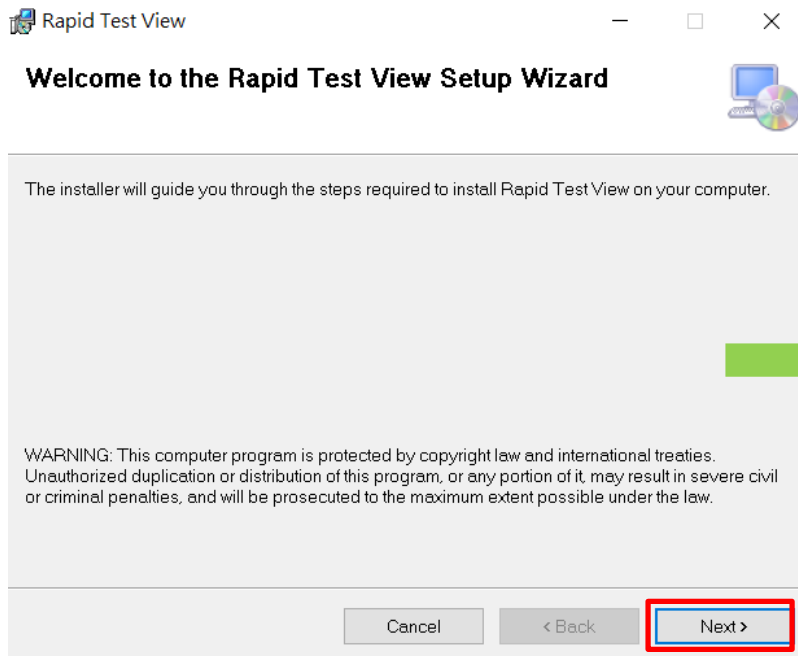 Rapid Test View
Welcome to the Rapid Test View Setup Wizard
The installer will guide you through the steps required to install Rapid Test View on your computer.
WARNING: This computer program is protected by copyright law and international treaties.
Unauthorized duplication or distribution of this program, or any portion of it, may result in severe civil
or criminal penalties, and will be prosecuted to the maximum extent possible under the law.
Cancel
< Back
Next >